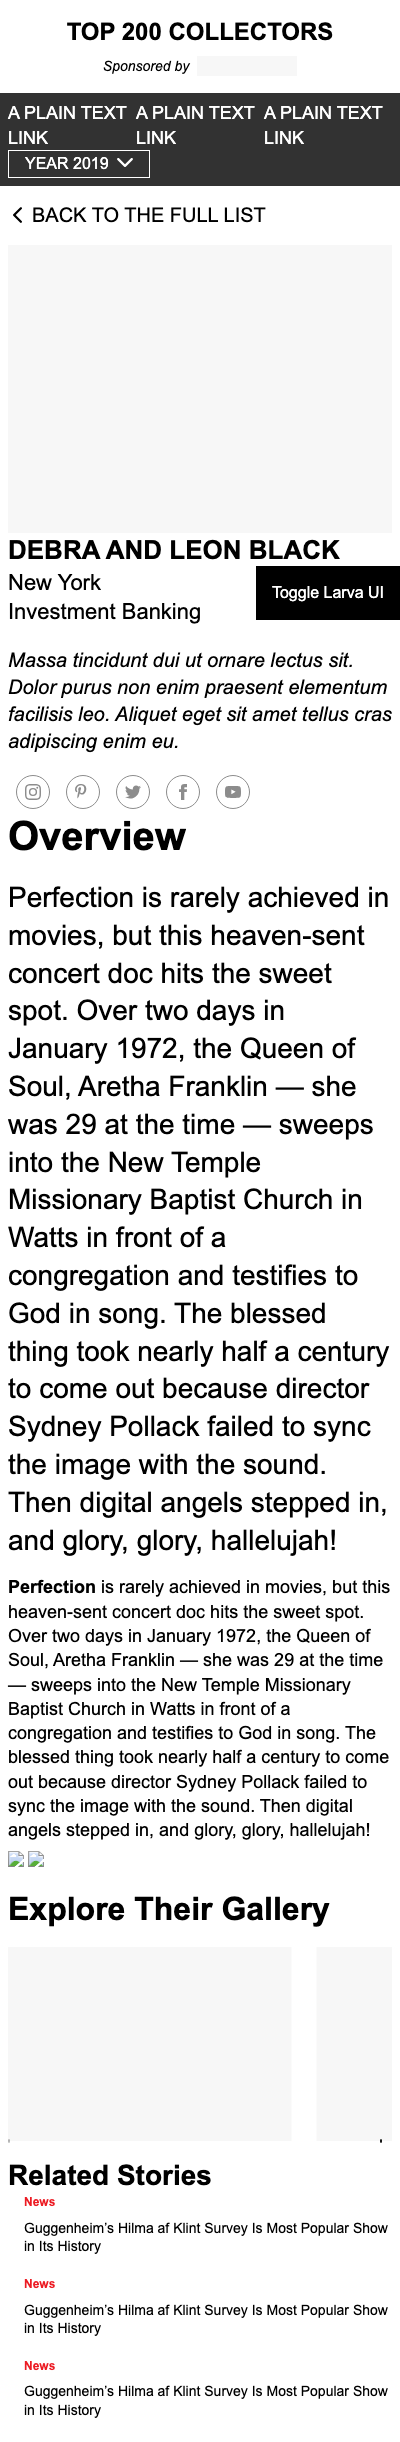 TOP 200 COLLECTORS
Sponsored by
A PLAIN TEXT LINK
A PLAIN TEXT LINK
A PLAIN TEXT LINK
YEAR 2019
BACK TO THE FULL LIST
DEBRA AND LEON BLACK
New York
Investment Banking
Toggle Larva UI
Massa tincidunt dui ut ornare lectus sit.
Dolor purus non enim praesent elementum
facilisis leo. Aliquet eget sit amet tellus cras
adipiscing enim eu.
Overview
Perfection is rarely achieved in
movies, but this heaven-sent
concert doc hits the sweet
spot. Over two days in
January 1972, the Queen of
Soul, Aretha Franklin — she
was 29 at the time — sweeps
into the New Temple
Missionary Baptist Church in
Watts in front of a
congregation and testifies to
God in song. The blessed
thing took nearly half a century
to come out because director
Sydney Pollack failed to sync
the image with the sound.
Then digital angels stepped in,
and glory, glory, hallelujah!
Perfection is rarely achieved in movies, but this
heaven-sent concert doc hits the sweet spot.
Over two days in January 1972, the Queen of
Soul, Aretha Franklin — she was 29 at the time
— sweeps into the New Temple Missionary
Baptist Church in Watts in front of a
congregation and testifies to God in song. The
blessed thing took nearly half a century to come
out because director Sydney Pollack failed to
sync the image with the sound. Then digital
angels stepped in, and glory, glory, hallelujah!
Explore Their Gallery
Related Stories
News
Guggenheim’s Hilma af Klint Survey Is Most Popular Show
in Its History
News
Guggenheim’s Hilma af Klint Survey Is Most Popular Show
in Its History
News
Guggenheim’s Hilma af Klint Survey Is Most Popular Show
in Its History